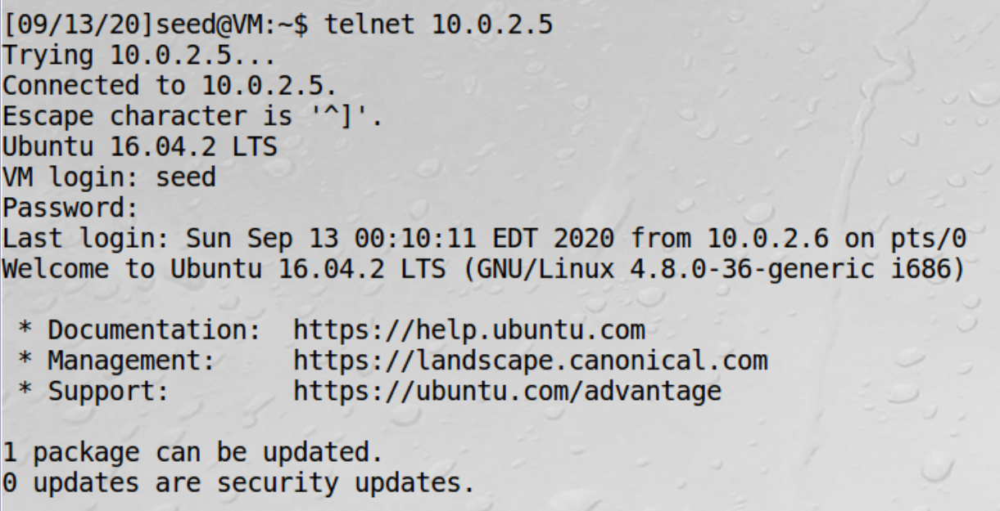 [09/13/20]seed@VM:~$ telnet 10.0.2.5
Trying 10.0.2.5...
Connected to 10.0.2.5.
Escape character is '^]'.
Ubuntu 16.04.2 LTS
VM login: seed
Password:
Last login: Sun Sep 13 00:10:11 EDT 2020 from 10.0.2.6 on pts/0
Welcome to Ubuntu 16.04.2 LTS (GNU/Linux 4.8.0-36-generic i686)

 * Documentation:  https://help.ubuntu.com
 * Management:     https://landscape.canonical.com
 * Support:        https://ubuntu.com/advantage

1 package can be updated.
0 updates are security updates.